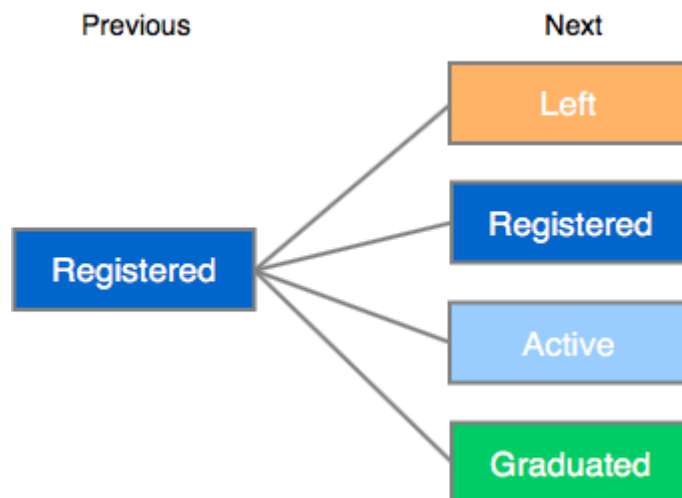 Previous
Next
Left
Registered
Registered
Active
Graduated